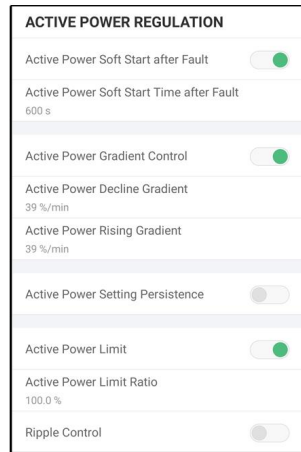 ACTIVE POWER REGULATION
Active Power Soft Start after Fault
Active Power Soft Start Time after Fault
600 s
Active Power Gradient Control
Active Power Decline Gradient
39 %/min
Active Power Rising Gradient
39 %/min
Active Power Setting Persistence
Active Power Limit
Active Power Limit Ratio
100.0 %
Ripple Control